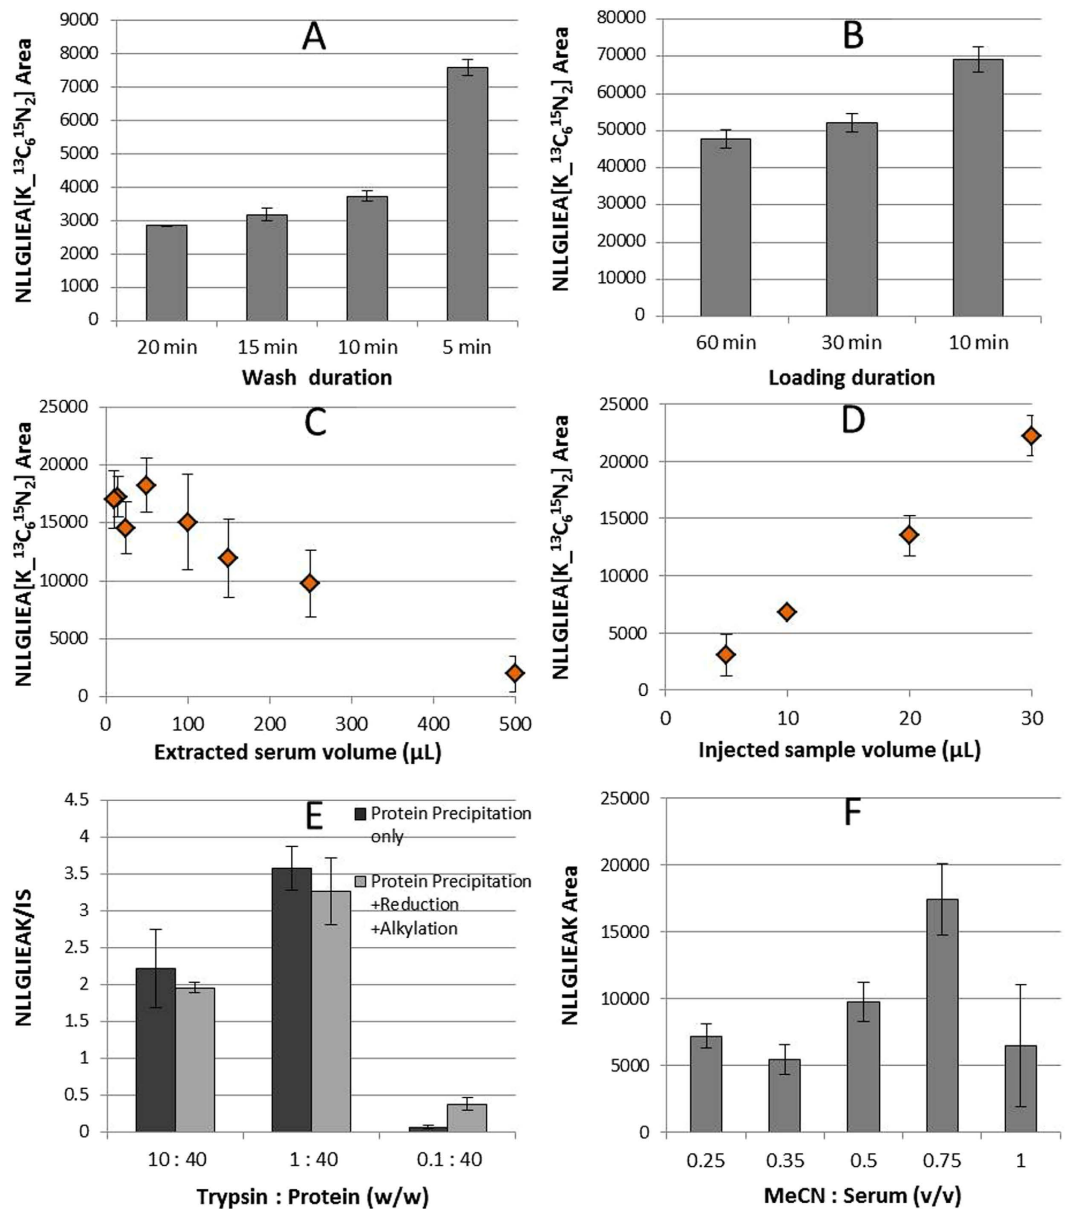 A
NLLGLIEA[K_¹³C₆¹⁵N₂] Area
9000
8000
7000
6000
5000
4000
3000
2000
1000
0
20 min 15 min 10 min 5 min
Wash duration
B
NLLGLIEA[K_¹³C₆¹⁵N₂] Area
80000
70000
60000
50000
40000
30000
20000
10000
0
60 min 30 min 10 min
Loading duration
C
NLLGLIEA[K_¹³C₆¹⁵N₂] Area
25000
20000
15000
10000
5000
0
0 100 200 300 400 500
Extracted serum volume (µL)
D
NLLGLIEA[K_¹³C₆¹⁵N₂] Area
25000
20000
15000
10000
5000
0
0 10 20 30
Injected sample volume (µL)
E
NLLGLIEAK/IS
4.5
4
3.5
3
2.5
2
1.5
1
0.5
0
Protein Precipitation
only
Protein Precipitation
+Reduction
+Alkylation
10 : 40 1 : 40 0.1 : 40
Trypsin : Protein (w/w)
F
NLLGLIEAK Area
25000
20000
15000
10000
5000
0
0.25 0.35 0.5 0.75 1
MeCN : Serum (v/v)